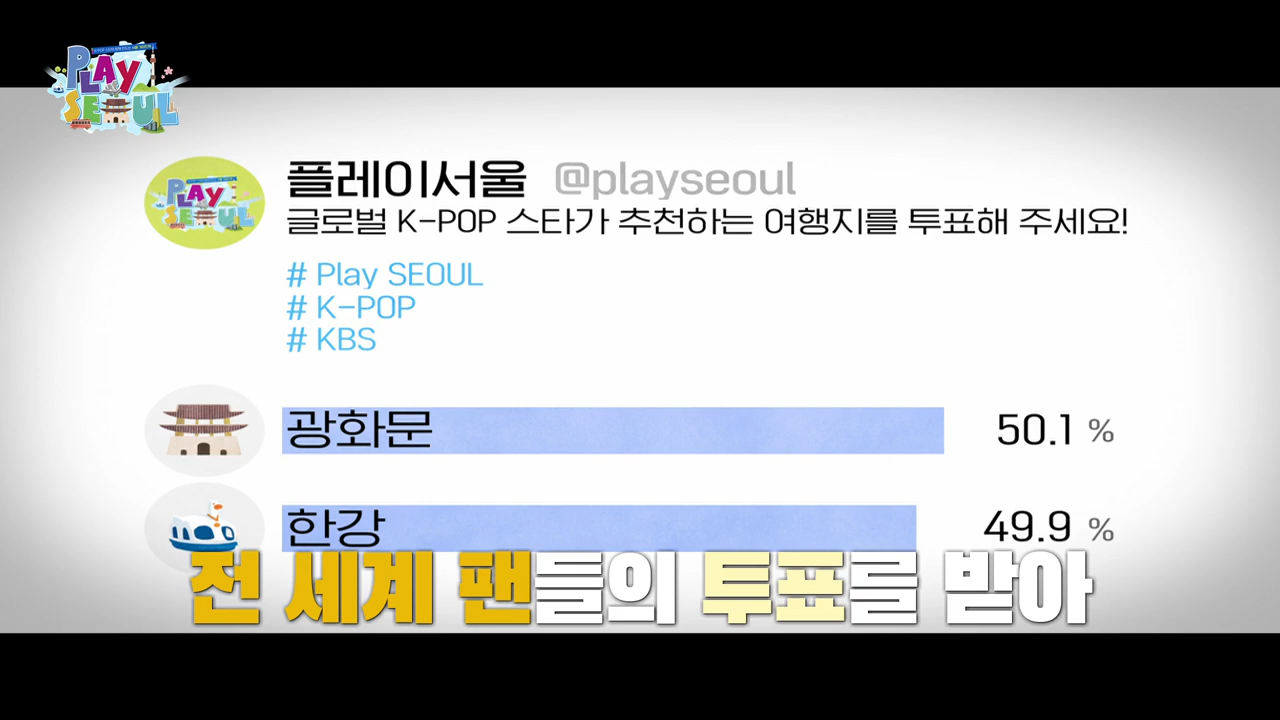 PLAY
SEOUL
PLAY
SEOUL
플레이서울 @playseoul
글로벌 K-POP 스타가 추천하는 여행지를 투표해 주세요!
# Play SEOUL
# K-POP
# KBS
광화문 50.1 %
한강 49.9 %
전 세계 팬들의 투표를 받아